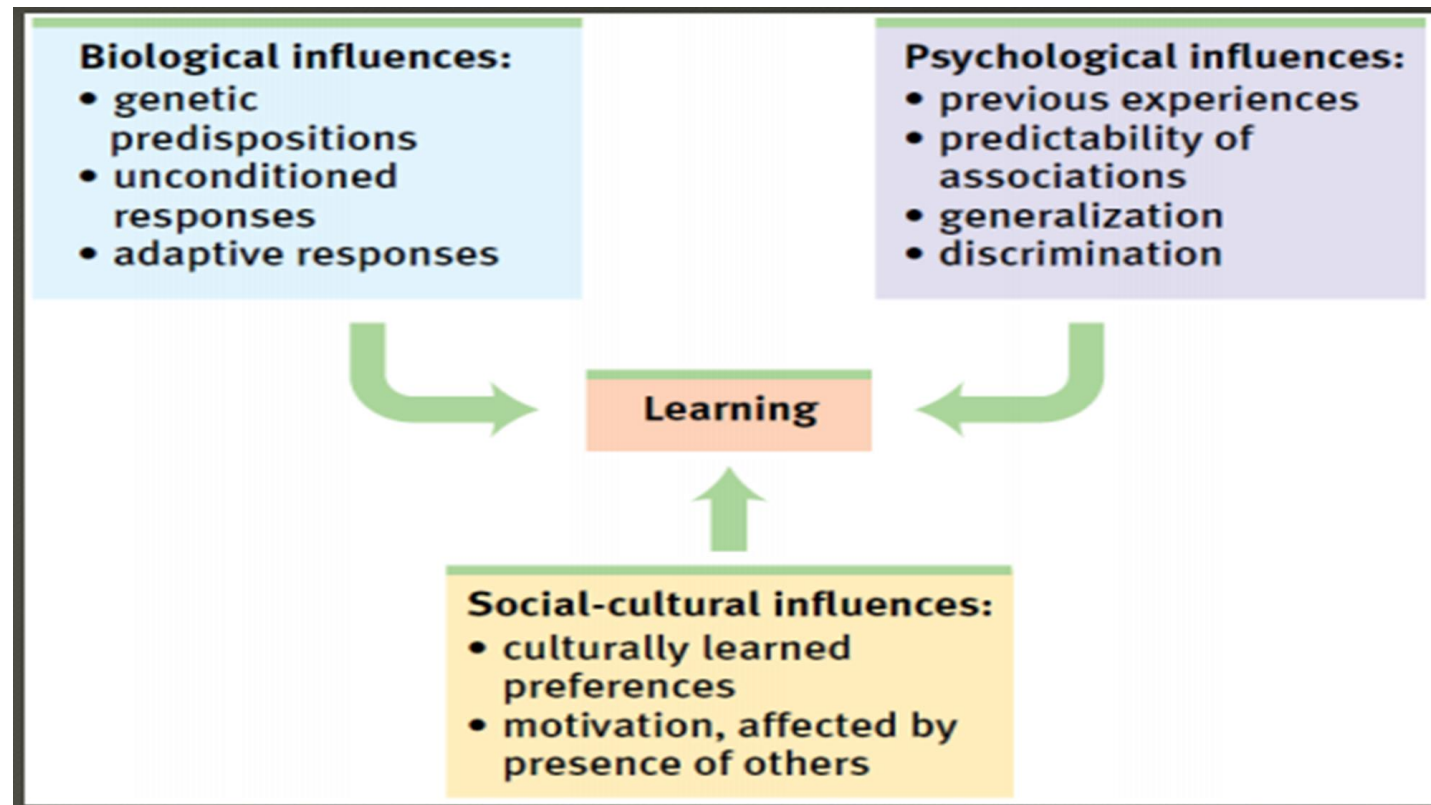 Biological influences:
• genetic
predispositions
• unconditioned
responses
• adaptive responses
Psychological influences:
• previous experiences
• predictability of
associations
• generalization
• discrimination
Learning
Social-cultural influences:
• culturally learned
preferences
• motivation, affected by
presence of others